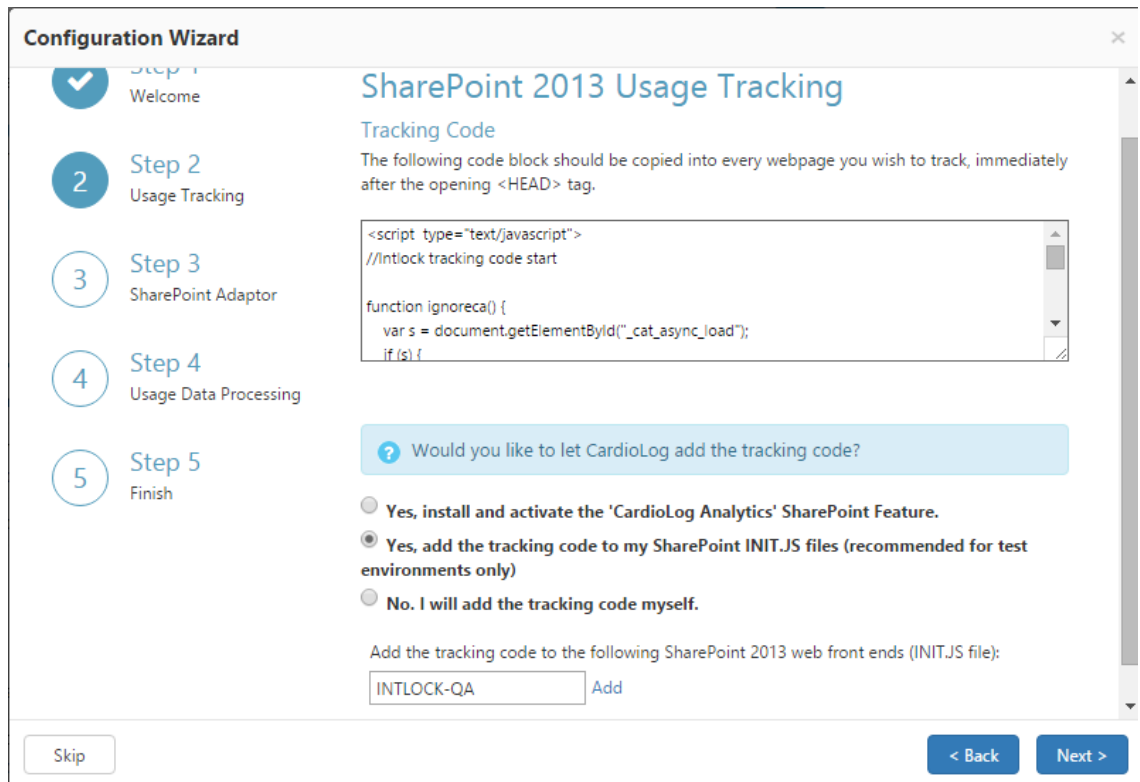 Configuration Wizard
×
Step 1
Welcome
2
Step 2
Usage Tracking
3
Step 3
SharePoint Adaptor
4
Step 4
Usage Data Processing
5
Step 5
Finish
SharePoint 2013 Usage Tracking
Tracking Code
The following code block should be copied into every webpage you wish to track, immediately
after the opening <HEAD> tag.
<script type="text/javascript">
//Intlock tracking code start
function ignoreca() {
var s = document.getElementById("_cat_async_load");
if (s) {
? Would you like to let CardioLog add the tracking code?
Yes, install and activate the 'CardioLog Analytics' SharePoint Feature.
Yes, add the tracking code to my SharePoint INIT.JS files (recommended for test
environments only)
No. I will add the tracking code myself.
Add the tracking code to the following SharePoint 2013 web front ends (INIT.JS file):
INTLOCK-QA Add
Skip
< Back
Next >